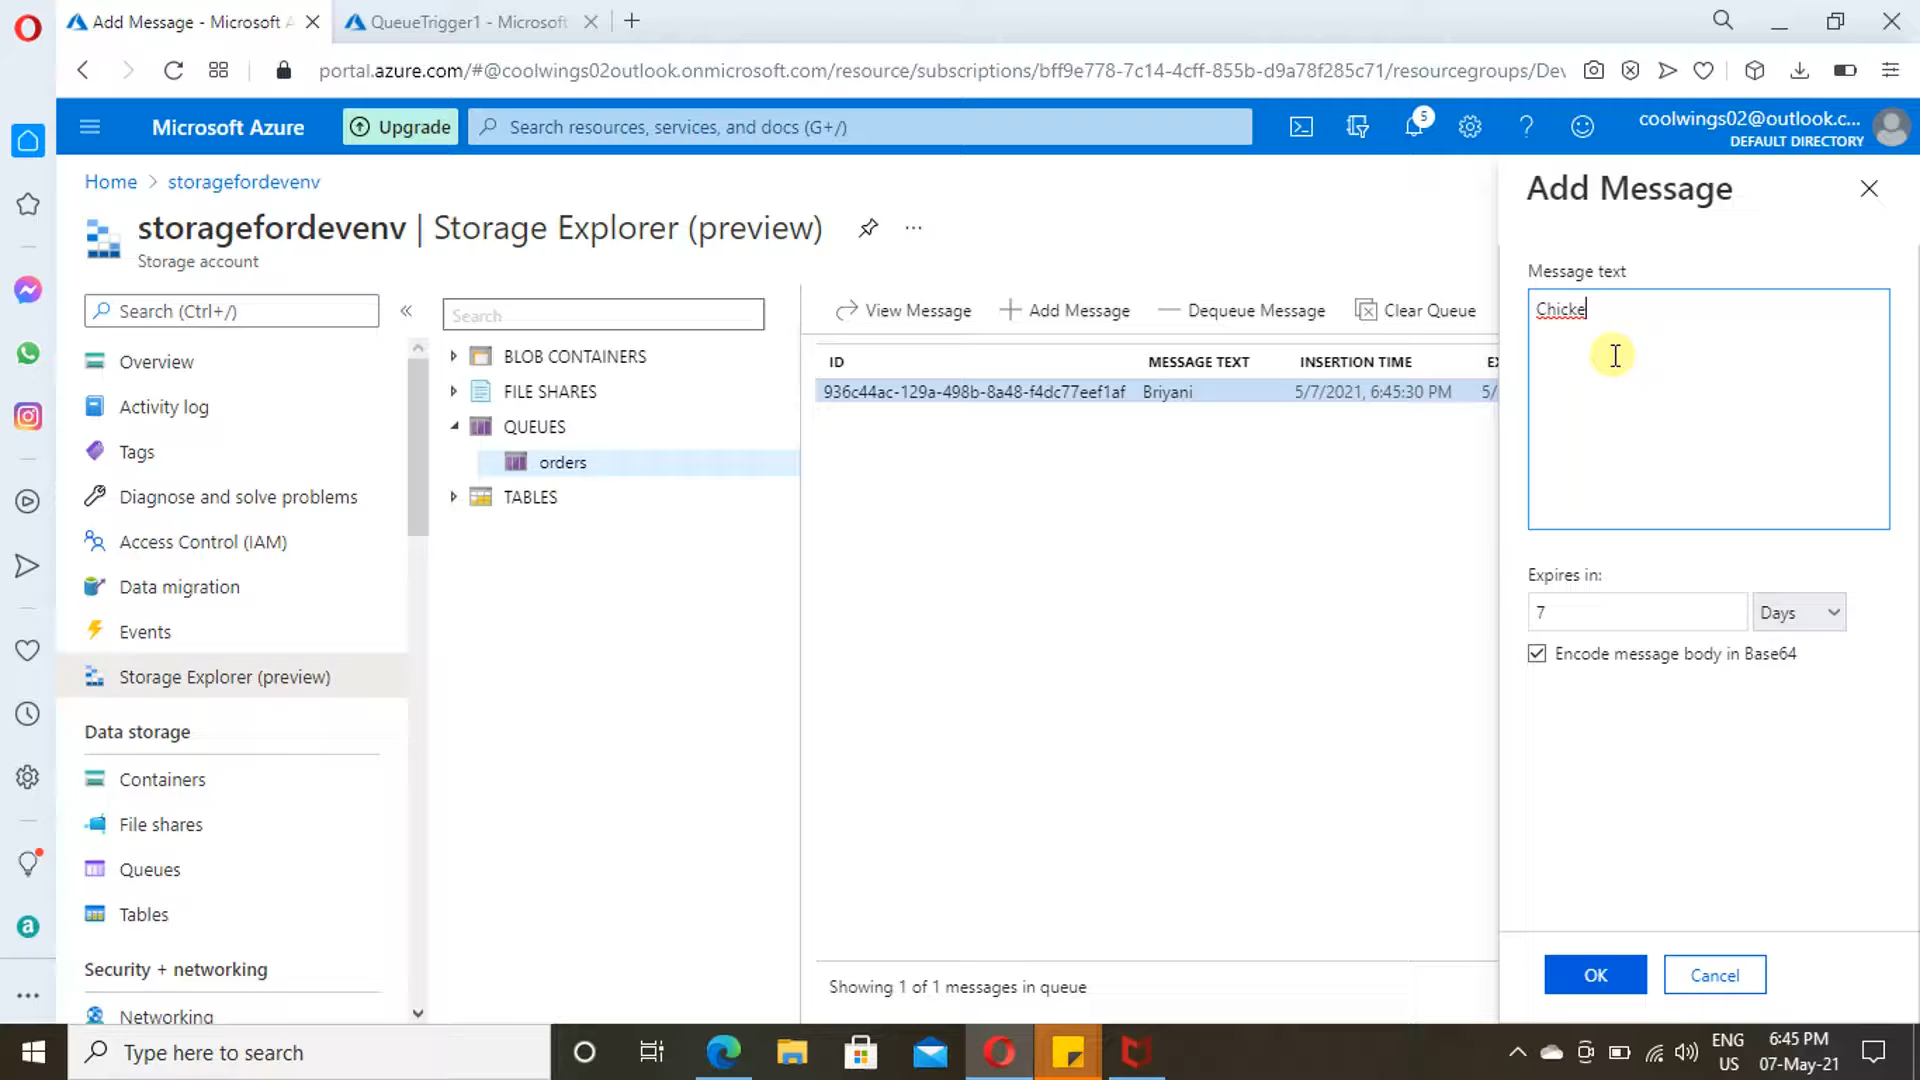 Add Message - Microsoft A
QueueTrigger1 - Microsoft
portal.azure.com/#@coolwings02outlook.onmicrosoft.com/resource/subscriptions/bff9e778-7c14-4cff-855b-d9a78f285c71/resourcegroups/Dev
Microsoft Azure
Upgrade
Search resources, services, and docs (G+/)
5
coolwings02@outlook.c...
DEFAULT DIRECTORY
Home > storagefordevenv
storagefordevenv | Storage Explorer (preview)
Storage account
Search (Ctrl+/)
Overview
Activity log
Tags
Diagnose and solve problems
Access Control (IAM)
Data migration
Events
Storage Explorer (preview)
Data storage
Containers
File shares
Queues
Tables
Security + networking
Networking
Search
BLOB CONTAINERS
FILE SHARES
QUEUES
orders
TABLES
View Message
Add Message
Dequeue Message
Clear Queue
ID MESSAGE TEXT INSERTION TIME EX
936c44ac-129a-498b-8a48-f4dc77eef1af Briyani 5/7/2021, 6:45:30 PM 5/
Showing 1 of 1 messages in queue
Add Message
Message text
Chicke
Expires in:
7 Days
Encode message body in Base64
OK
Cancel
Type here to search
ENG
US
6:45 PM
07-May-21